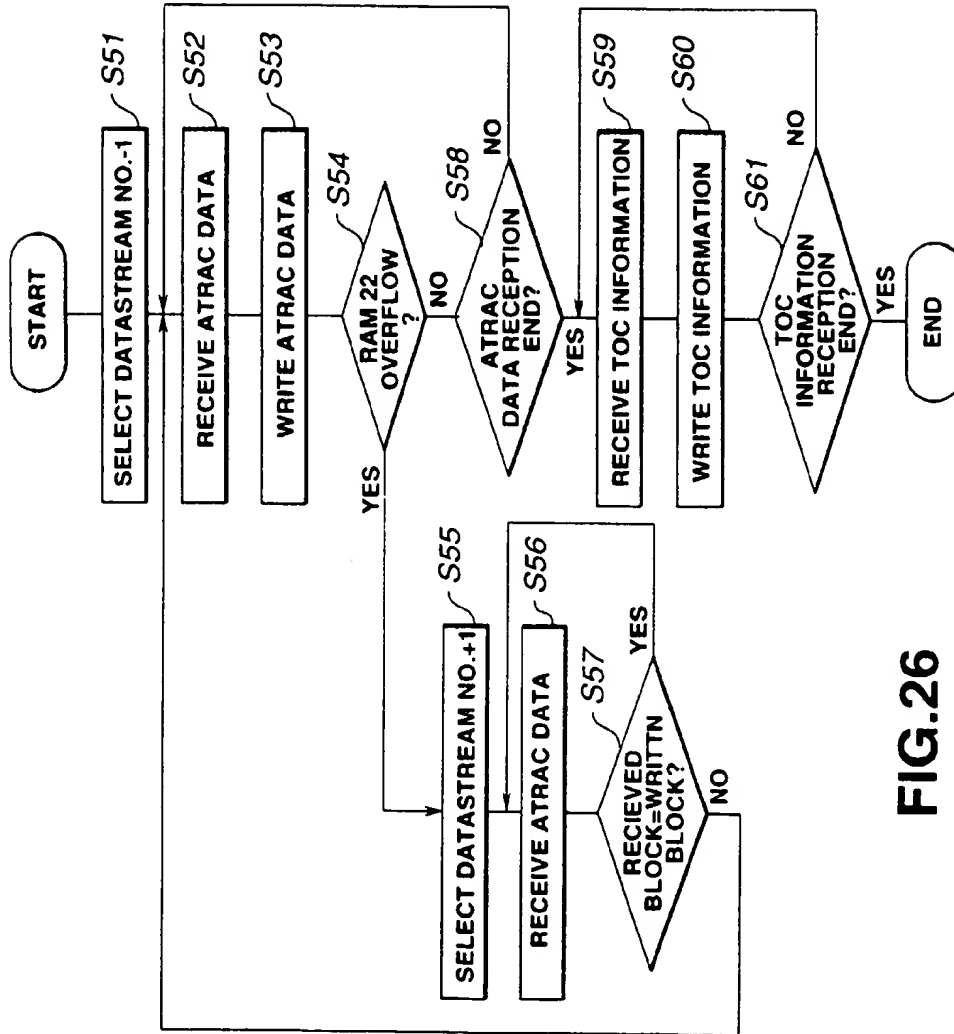 START
SELECT DATASTREAM NO.-1
S51
RECEIVE ATRAC DATA
S52
WRITE ATRAC DATA
S53
RAM 22
OVERFLOW
?
S54
YES
NO
SELECT DATASTREAM NO.+1
S55
RECEIVE ATRAC DATA
S56
RECIEVED
BLOCK=WRITTN
BLOCK?
S57
YES
NO
ATRAC
DATA RECEPTION
END?
S58
NO
YES
RECEIVE TOC INFORMATION
S59
WRITE TOC INFORMATION
S60
TOC
INFORMATION
RECEPTION
END?
S61
NO
YES
END
FIG.26